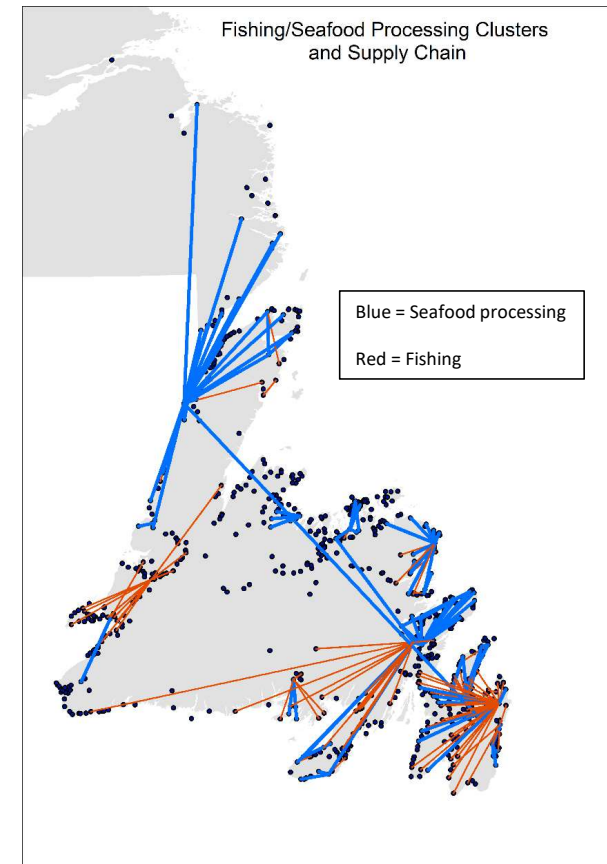 Fishing/Seafood Processing Clusters
and Supply Chain
Blue = Seafood processing
Red = Fishing